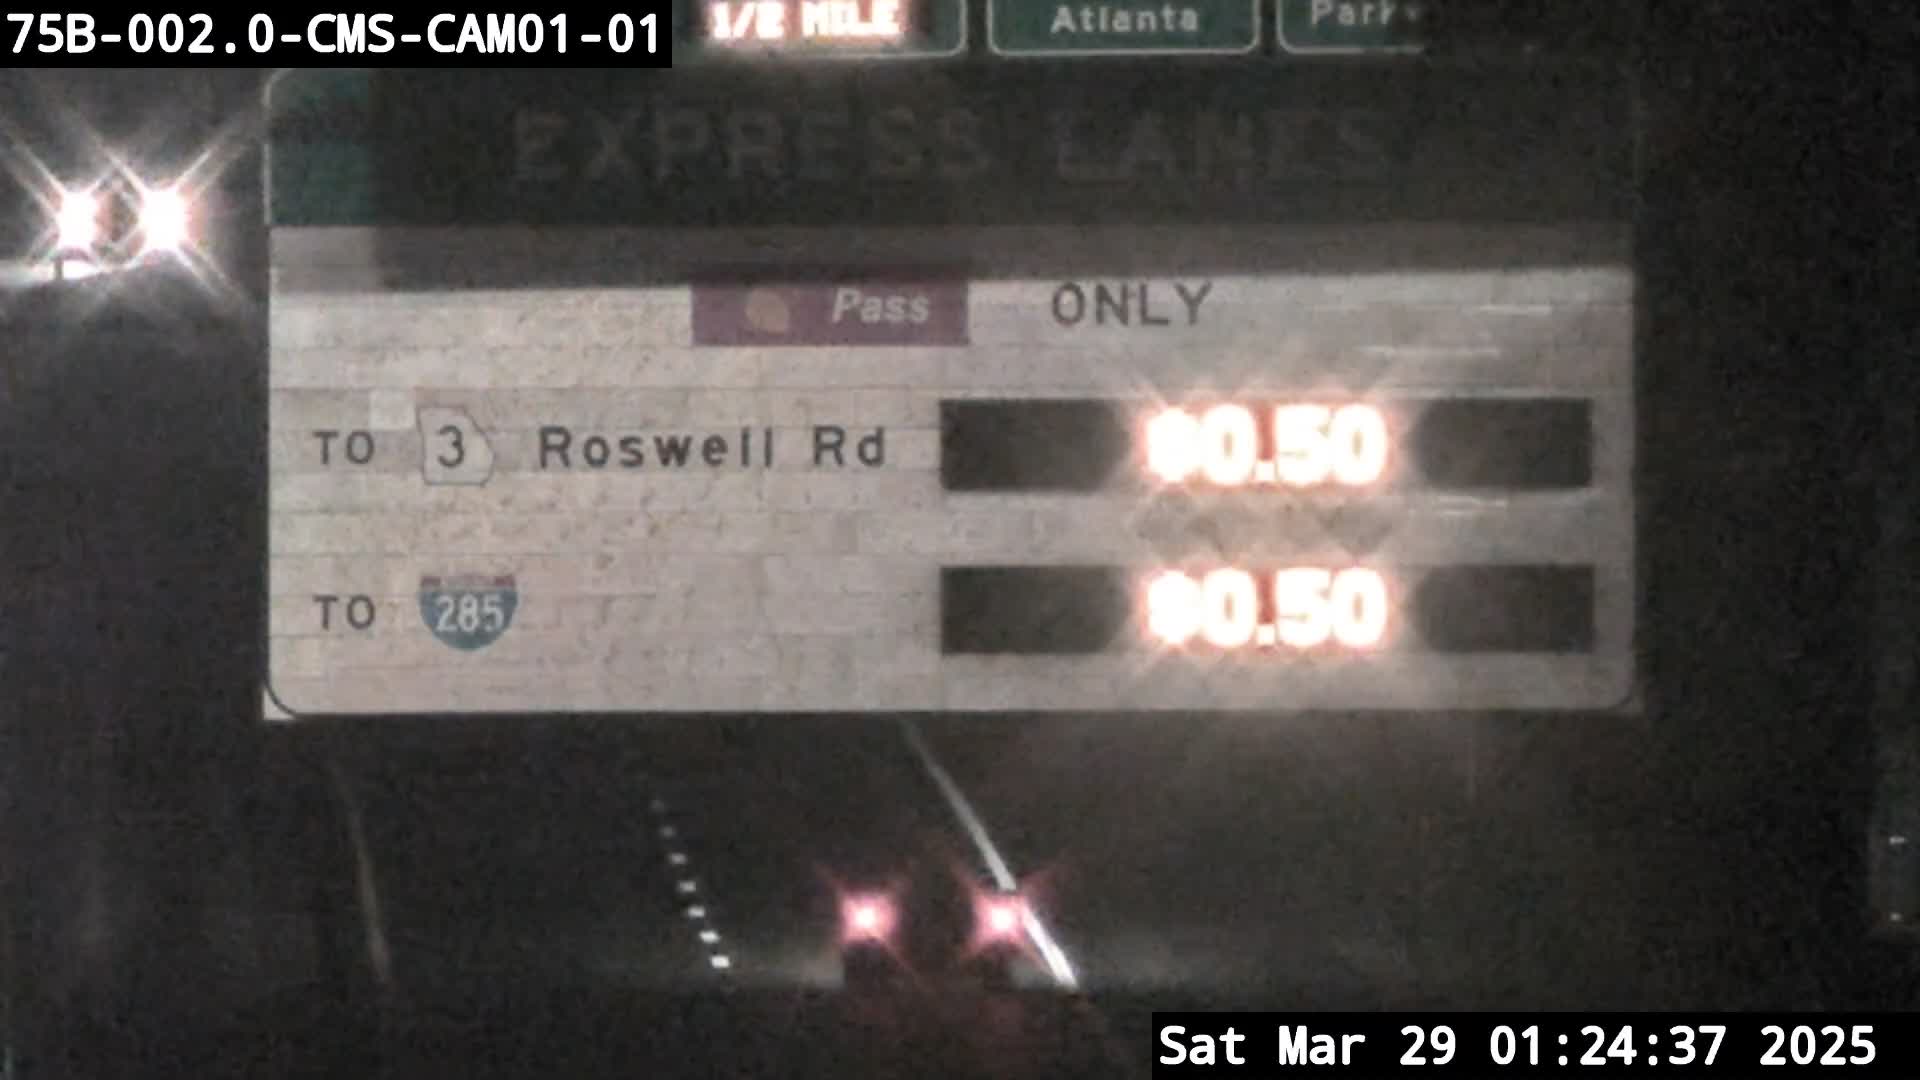 75B-002.0-CMS-CAM01-01
1/2 MILE
Atlanta
EXPRESS LANES
Pass ONLY
TO 3 Roswell Rd $0.50
TO 285 $0.50
Sat Mar 29 01:24:37 2025